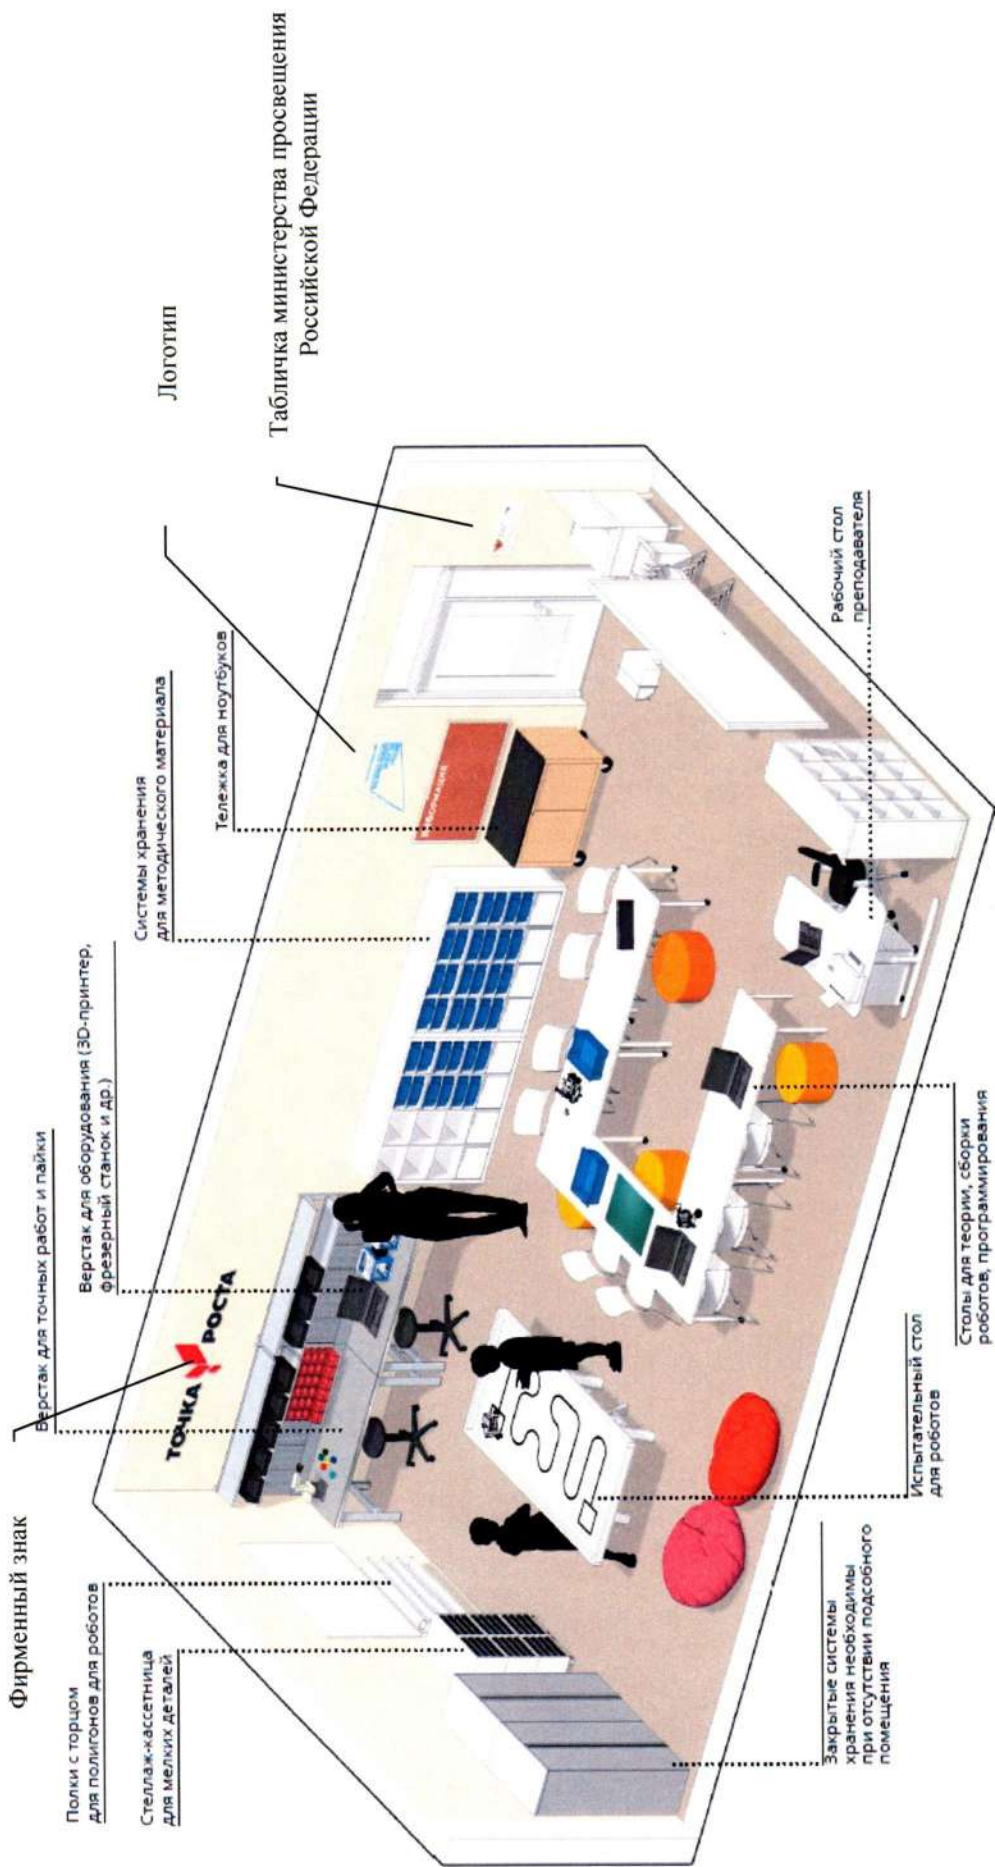 Фирменный знак
Логотип
Табличка министерства просвещения
Российской Федерации
Полки с торцом
для полигонов для роботов
Стеллаж-кассетница
для мелких деталей
Верстак для точных работ и пайки
Верстак для оборудования (3D-принтер,
фрезерный станок и др.)
Системы хранения
для методического материала
Тележка для ноутбуков
ТОЧКА РОСТА
ИНФОРМАЦИЯ
Закрытые системы
хранения необходимы
при отсутствии подсобного
помещения
Испытательный стол
для роботов
Столы для теории, сборки
роботов, программирования
Рабочий стол
преподавателя